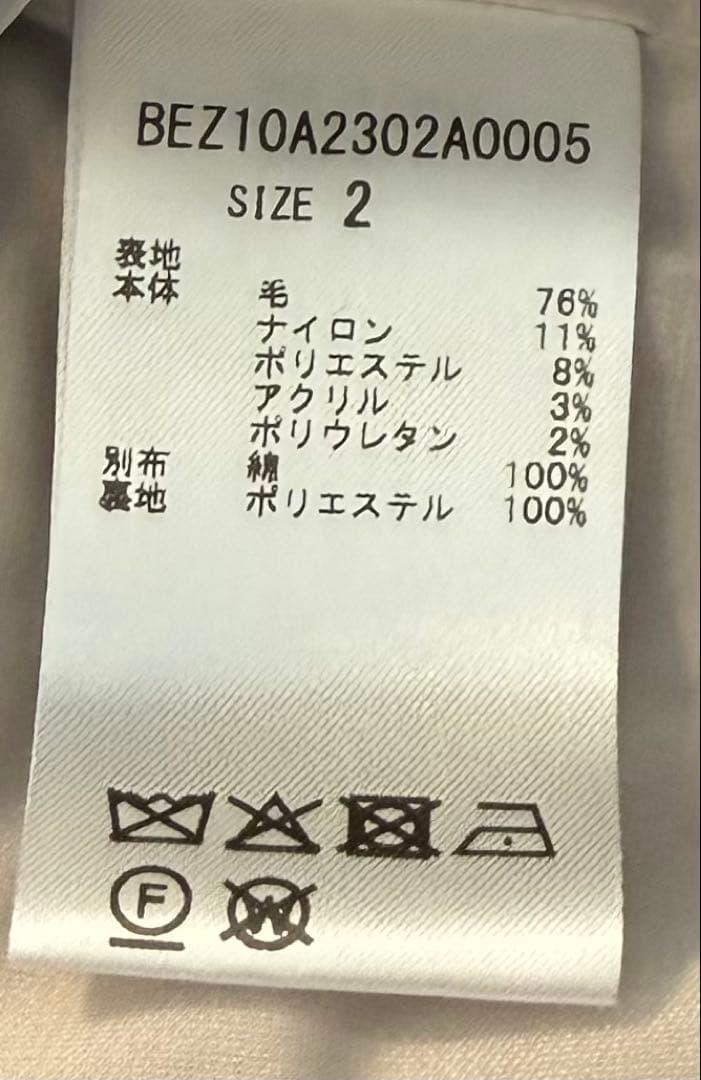 BEZ10A2302A0005
SIZE 2
表地
本体 毛 76%
ナイロン 11%
ポリエステル 8%
アクリル 3%
ポリウレタン 2%
別布 綿 100%
裏地 ポリエステル 100%
F W